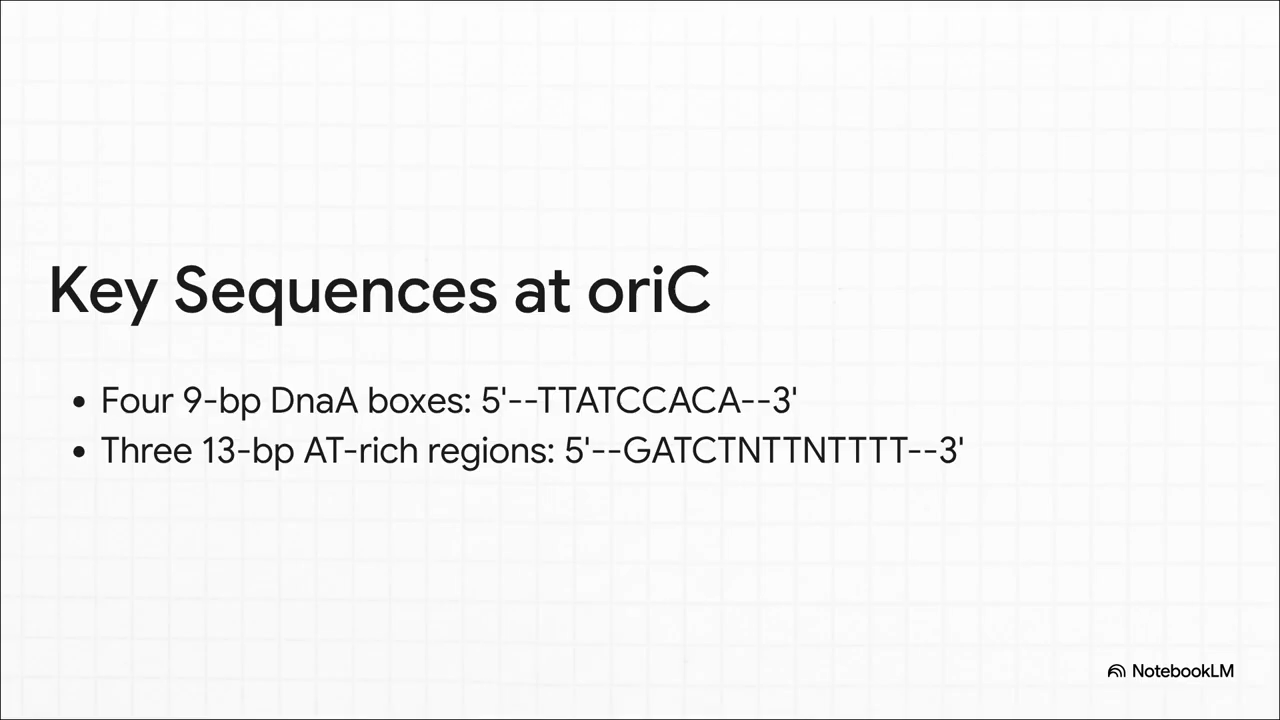 Key Sequences at oriC
• Four 9-bp DnaA boxes: 5'--TTATCCACA--3'
• Three 13-bp AT-rich regions: 5'--GATCTNTTNTTTT--3'
NotebookLM